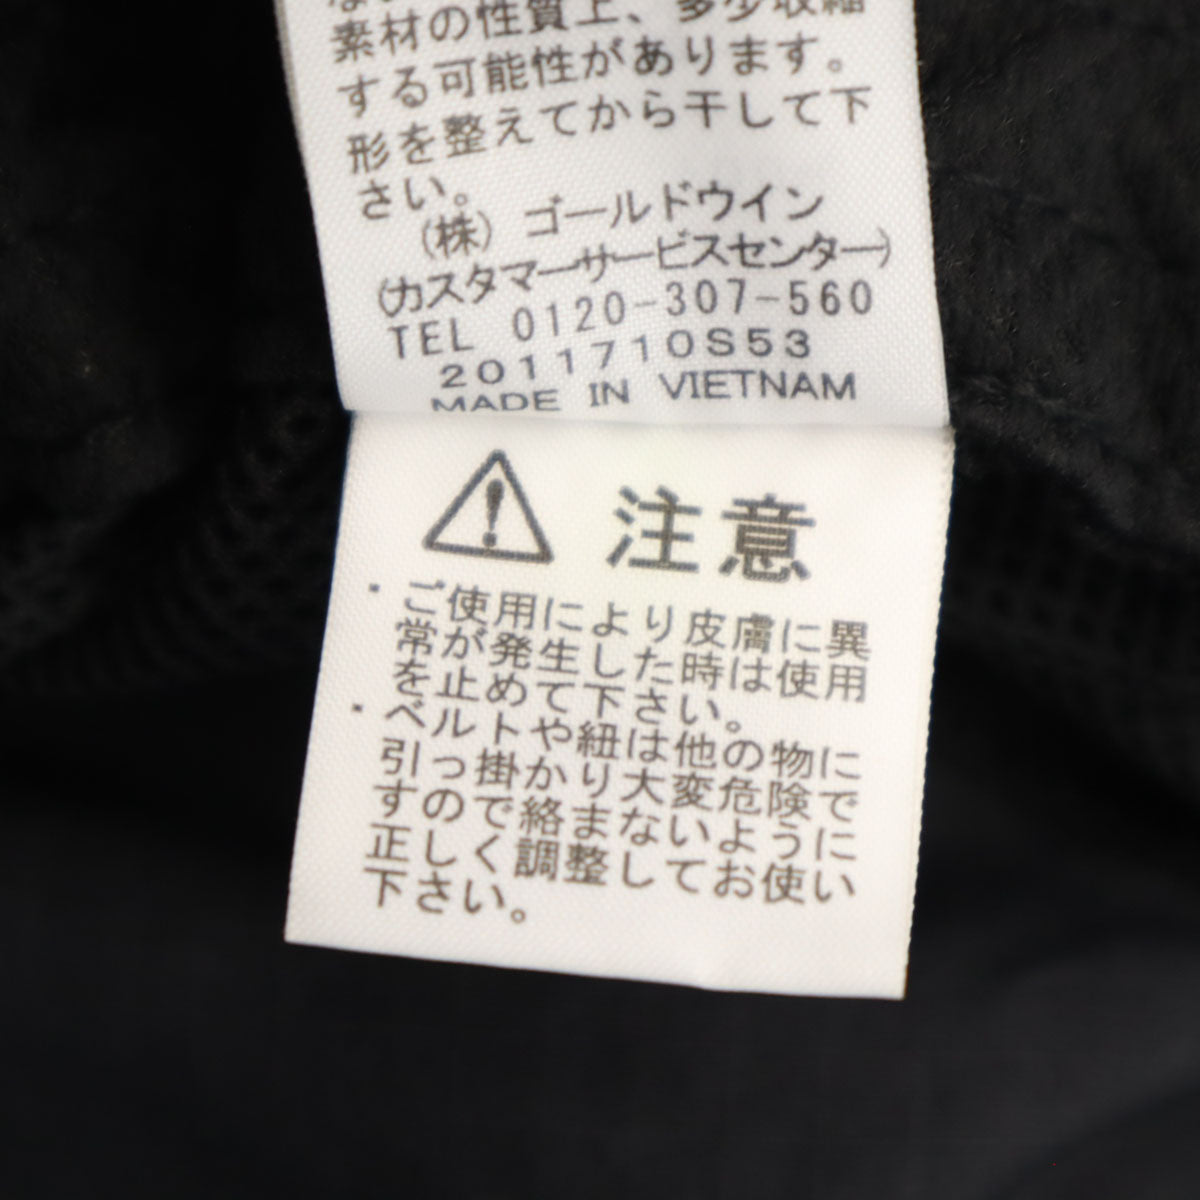 素材の性質上、多少収縮
する可能性があります。
形を整えてから干して下
さい。
(株) ゴールドウイン
(カスタマーサービスセンター)
TEL 0120-307-560
2011710S53
MADE IN VIETNAM
注意
・ご使用により皮膚に異
常が発生した時は使用
を止めて下さい。
・ベルトや紐は他の物に
引っ掛かり大変危険で
すので絡まないように
正しく調整してお使い
下さい。